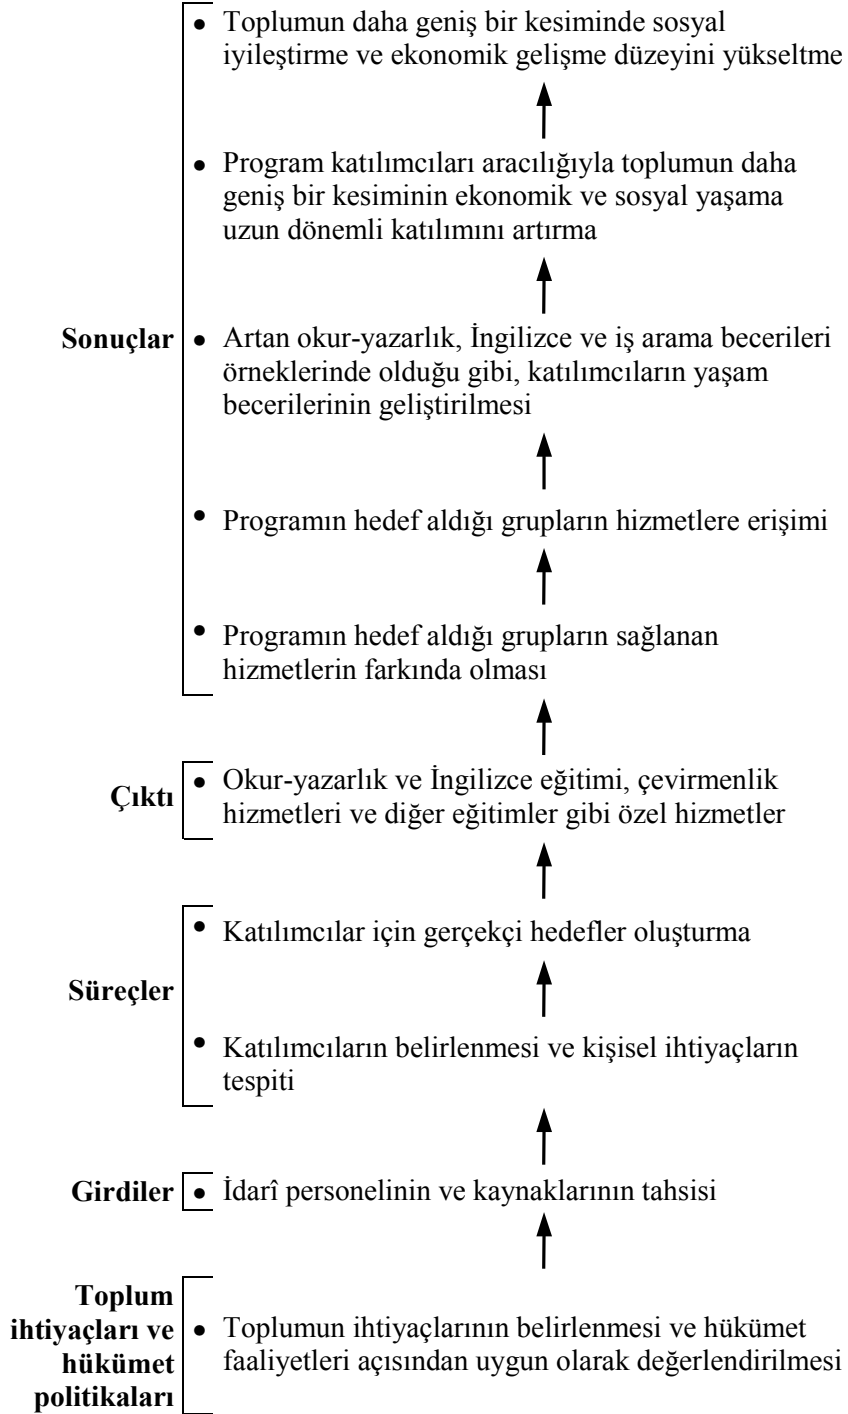 • Toplumun daha geniş bir kesiminde sosyal
iyileştirme ve ekonomik gelişme düzeyini yükseltme
• Program katılımcıları aracılığıyla toplumun daha
geniş bir kesiminin ekonomik ve sosyal yaşama
uzun dönemli katılımını artırma
Sonuçlar
• Artan okur-yazarlık, İngilizce ve iş arama becerileri
örneklerinde olduğu gibi, katılımcıların yaşam
becerilerinin geliştirilmesi
• Programın hedef aldığı grupların hizmetlere erişimi
• Programın hedef aldığı grupların sağlanan
hizmetlerin farkında olması
Çıktı
• Okur-yazarlık ve İngilizce eğitimi, çevirmenlik
hizmetleri ve diğer eğitimler gibi özel hizmetler
Süreçler
• Katılımcılar için gerçekçi hedefler oluşturma
• Katılımcıların belirlenmesi ve kişisel ihtiyaçların
tespiti
Girdiler
• İdarî personelinin ve kaynaklarının tahsisi
Toplum
ihtiyaçları ve
hükümet
politikaları
• Toplumun ihtiyaçlarının belirlenmesi ve hükümet
faaliyetleri açısından uygun olarak değerlendirilmesi